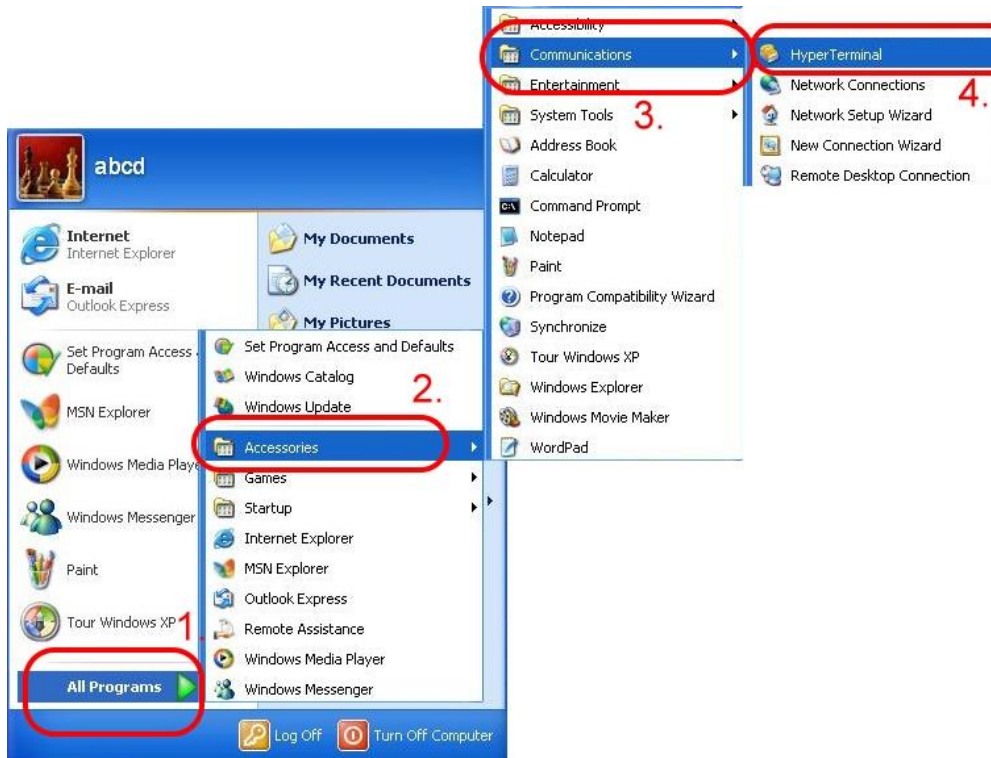 abcd
Internet
Internet Explorer
E-mail
Outlook Express
Set Program Access
Defaults
MSN Explorer
Windows Media Playe
Windows Messenger
Paint
Tour Windows XP
1.
All Programs
My Documents
My Recent Documents
My Pictures
Set Program Access and Defaults
Windows Catalog
2.
Windows Update
Accessories
Games
Startup
Internet Explorer
MSN Explorer
Outlook Express
Remote Assistance
Windows Media Player
Windows Messenger
Log Off
Turn Off Computer
Accessibility
Communications
Entertainment
3.
System Tools
Address Book
Calculator
C:\
Command Prompt
Notepad
Paint
Program Compatibility Wizard
Synchronize
Tour Windows XP
Windows Explorer
Windows Movie Maker
WordPad
HyperTerminal
4.
Network Connections
Network Setup Wizard
New Connection Wizard
Remote Desktop Connection